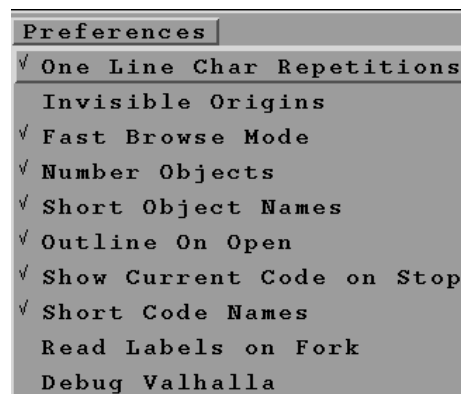 Preferences
√ One Line Char Repetitions
Invisible Origins
√ Fast Browse Mode
√ Number Objects
√ Short Object Names
√ Outline On Open
√ Show Current Code on Stop
√ Short Code Names
Read Labels on Fork
Debug Valhalla